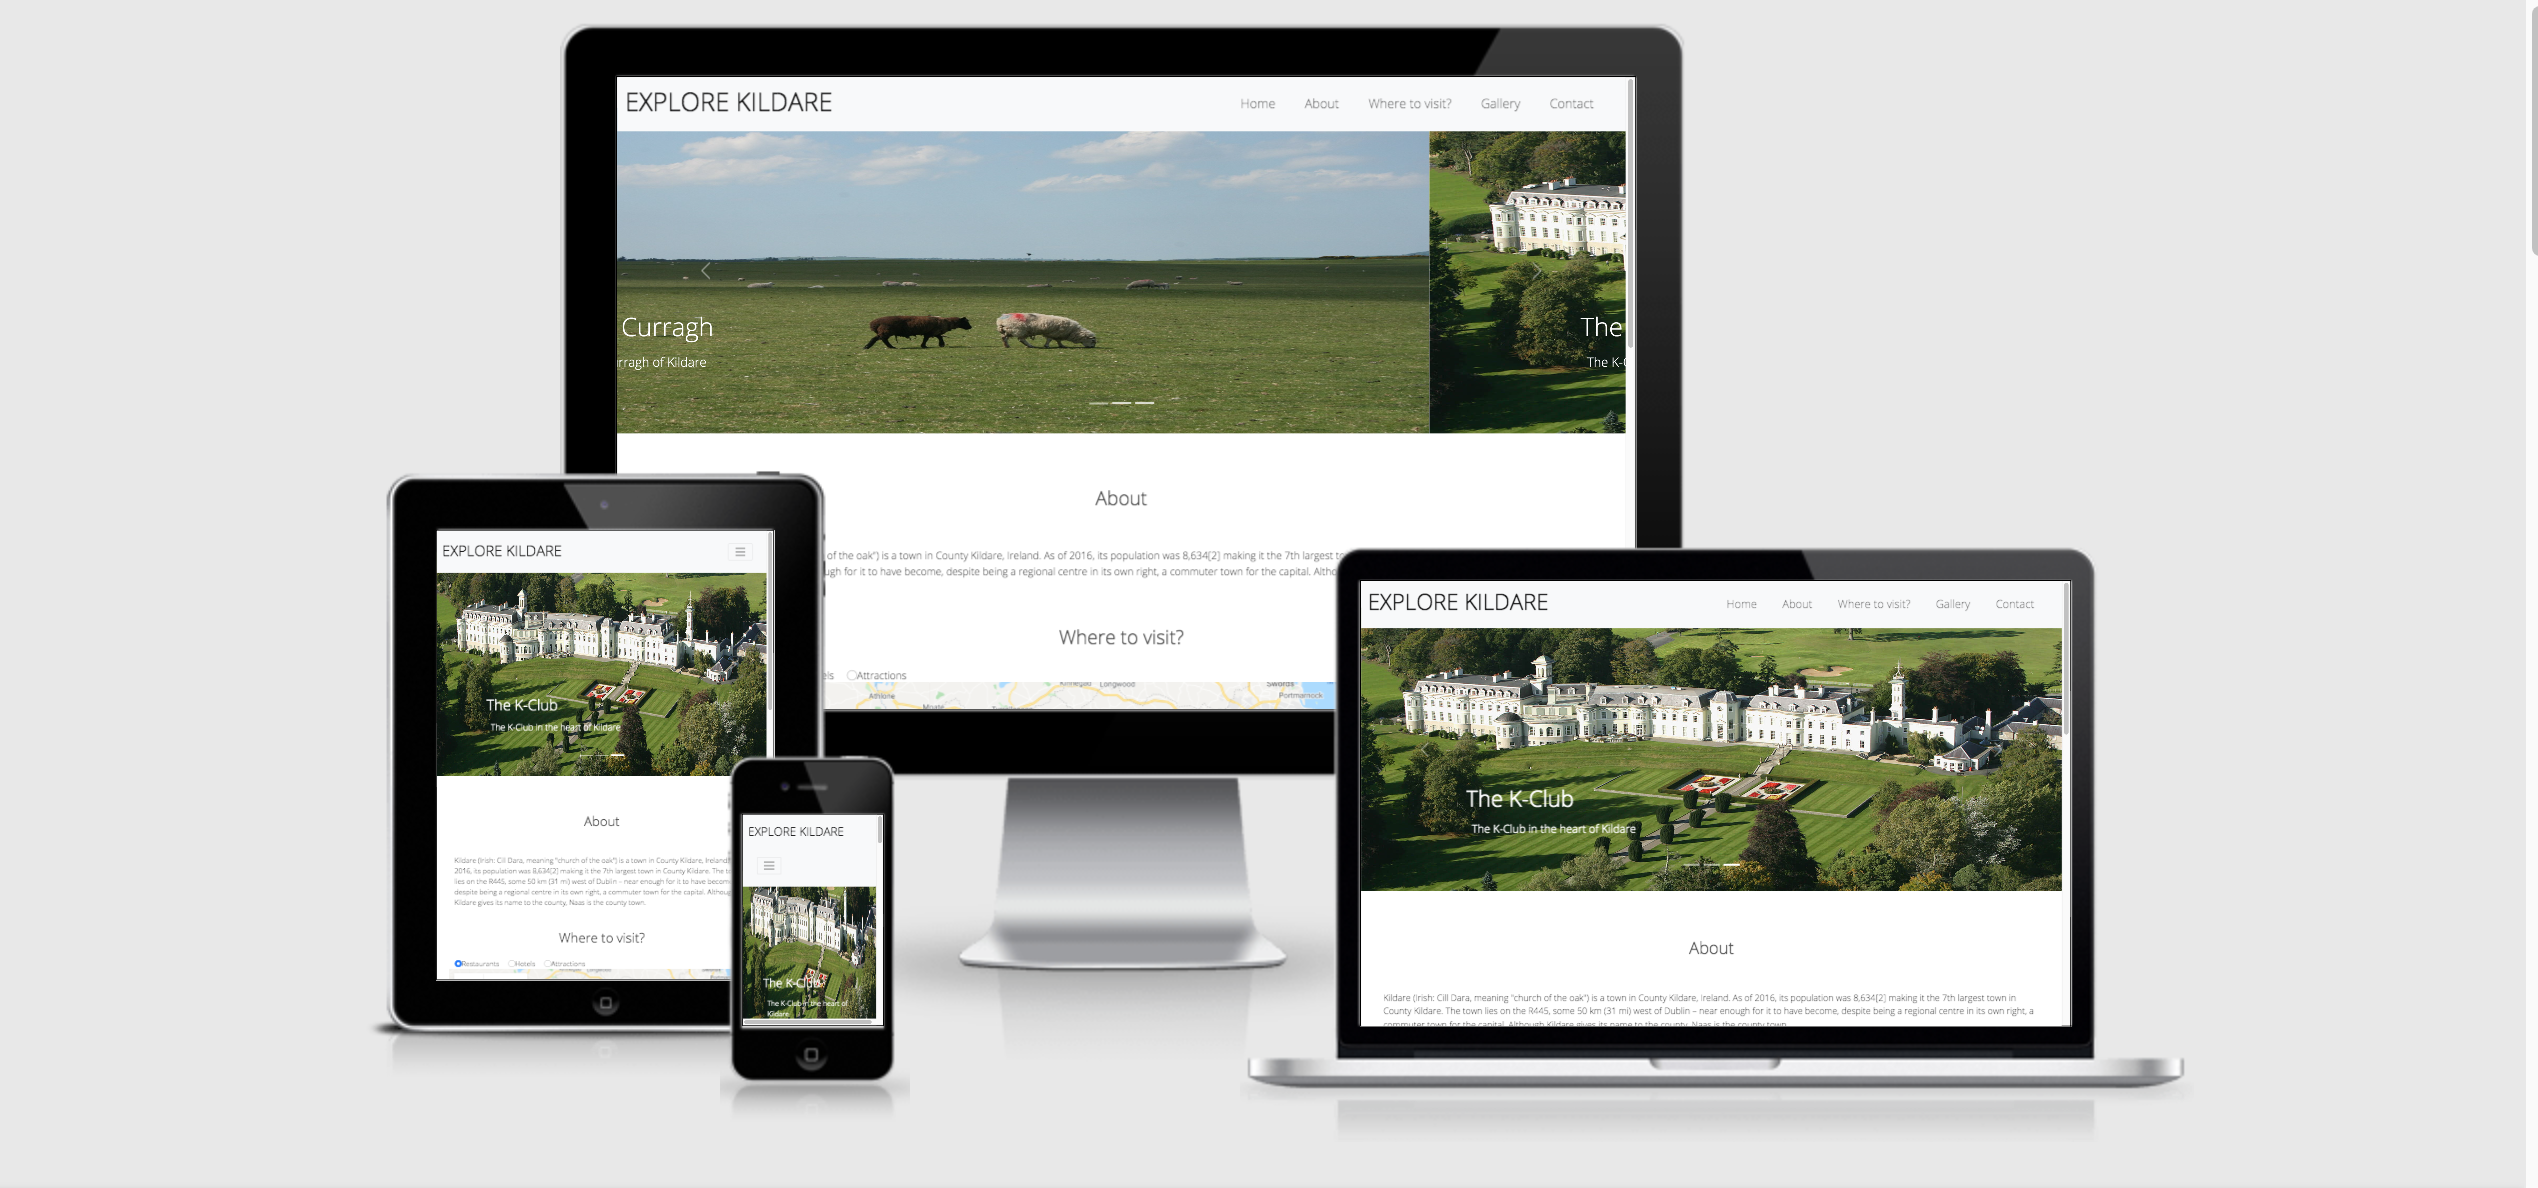 EXPLORE KILDARE
Home About Where to visit? Gallery Contact
Curragh
rragh of Kildare
The
The K-
About
of the oak") is a town in County Kildare, Ireland. As of 2016, its population was 8,634[2] making it the 7th largest
ugh for it to have become, despite being a regional centre in its own right, a commuter town for the capital.
Where to visit?
els Attractions
Athlone
Moate
Kinnegad
Longwood
Swords
Portmarnock
EXPLORE KILDARE
The K-Club
The K-Club in the heart of Kildare
About
Kildare (Irish: Cill Dara, meaning "church of the oak") is a town in County Kildare, Ireland
2016, its population was 8,634[2] making it the 7th largest town in County Kildare. The to
lies on the R445, some 50 km (31 mi) west of Dublin – near enough for it to have becom
despite being a regional centre in its own right, a commuter town for the capital. Althoug
Kildare gives its name to the county, Naas is the county town.
Where to visit?
Restaurants Hotels Attractions
EXPLORE KILDARE
The K-Club
The K-Club in the heart of
Kildare
EXPLORE KILDARE
Home About Where to visit? Gallery Contact
The K-Club
The K-Club in the heart of Kildare
About
Kildare (Irish: Cill Dara, meaning "church of the oak") is a town in County Kildare, Ireland. As of 2016, its population was 8,634[2] making it the 7th largest town in
County Kildare. The town lies on the R445, some 50 km (31 mi) west of Dublin – near enough for it to have become, despite being a regional centre in its own right, a
commuter town for the capital. Although Kildare gives its name to the county, Naas is the county town.